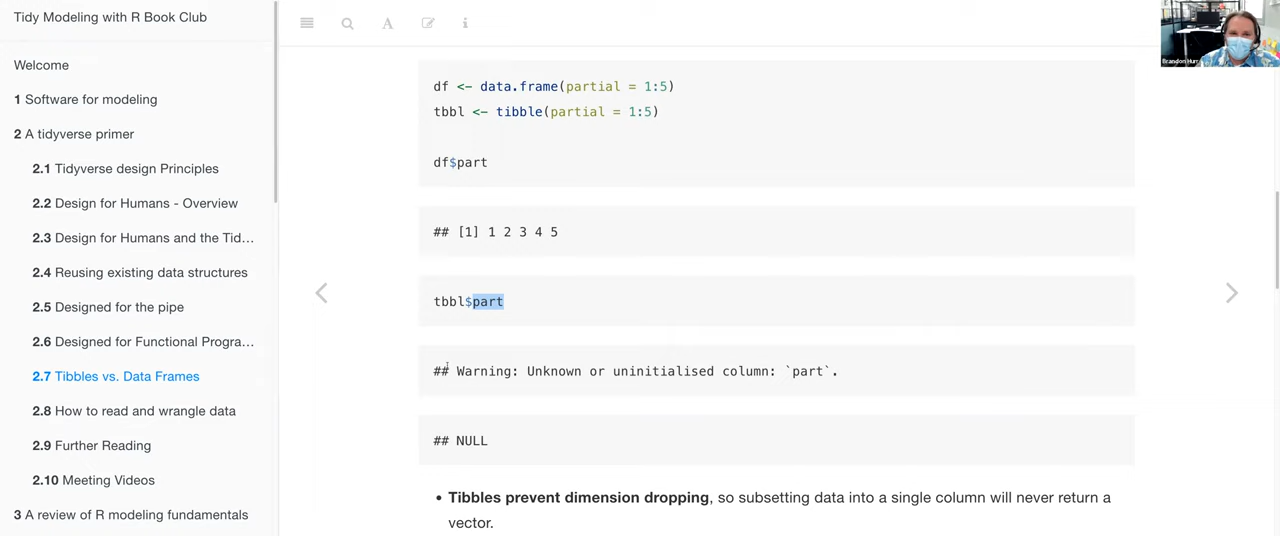 Tidy Modeling with R Book Club
Welcome
1 Software for modeling
2 A tidyverse primer
2.1 Tidyverse design Principles
2.2 Design for Humans - Overview
2.3 Design for Humans and the Tid…
2.4 Reusing existing data structures
2.5 Designed for the pipe
2.6 Designed for Functional Progra…
2.7 Tibbles vs. Data Frames
2.8 How to read and wrangle data
2.9 Further Reading
2.10 Meeting Videos
3 A review of R modeling fundamentals
A
df <- data.frame(partial = 1:5)
tbbl <- tibble(partial = 1:5)
df$part
## [1] 1 2 3 4 5
tbbl$part
## Warning: Unknown or uninitialised column: `part`.
## NULL
• Tibbles prevent dimension dropping, so subsetting data into a single column will never return a
vector.
Brandon